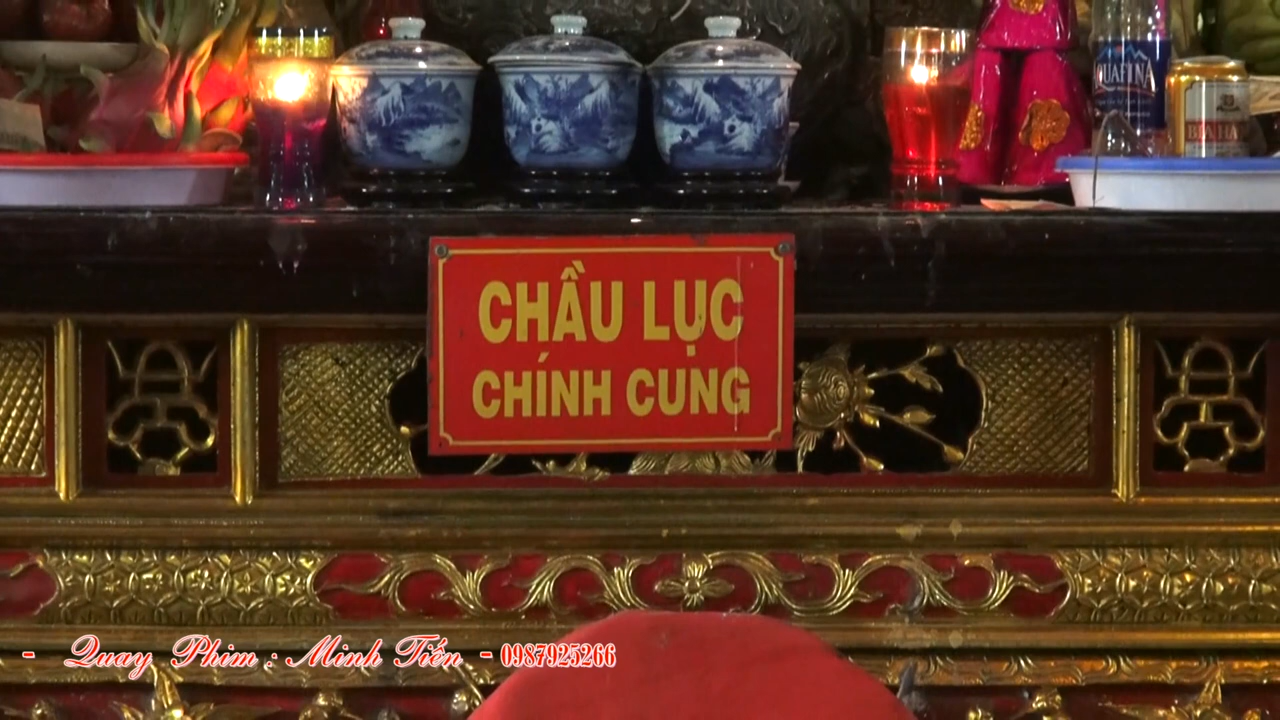 AQUAFINA
CHẦU LỤC
CHÍNH CUNG
- Quay Phim : Minh Tiến - 0987925266